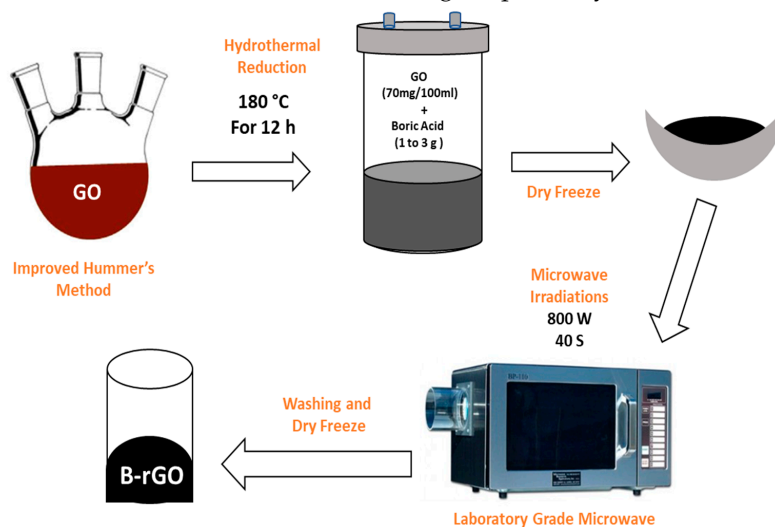 Hydrothermal
Reduction
180 °C
For 12 h
GO
(70mg/100ml)
+
Boric Acid
(1 to 3 g )
GO
Improved Hummer's
Method
Dry Freeze
Microwave
Irradiations
800 W
40 S
Washing and
Dry Freeze
B-rGO
Laboratory Grade Microwave